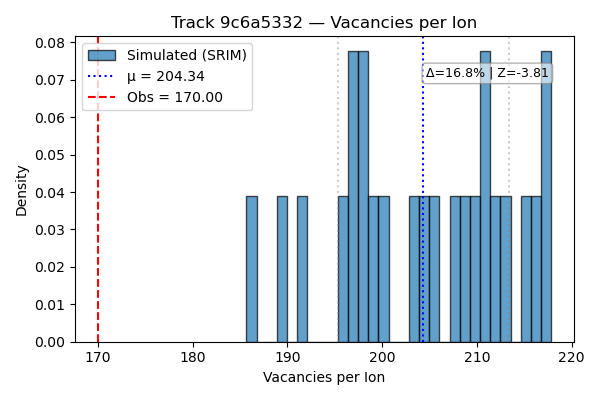 Track 9c6a5332 — Vacancies per Ion
Simulated (SRIM)
μ = 204.34
Obs = 170.00
Δ=16.8% | Z=-3.81
0.08
0.07
0.06
0.05
0.04
0.03
0.02
0.01
0.00
Density
170 180 190 200 210 220
Vacancies per Ion